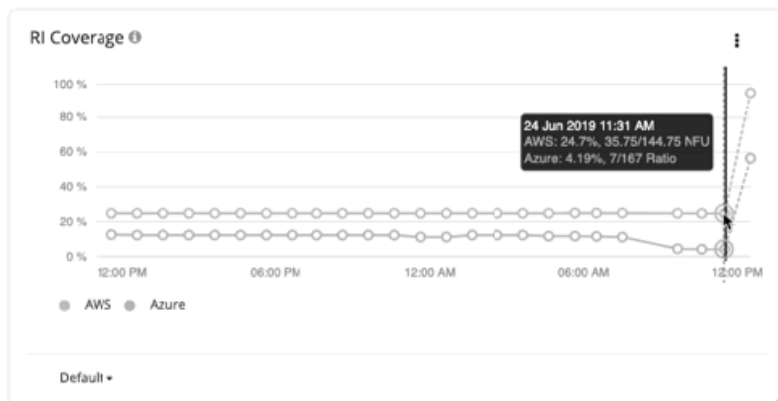 RI Coverage
100 %
80 %
60 %
40 %
20 %
0 %
24 Jun 2019 11:31 AM
AWS: 24.7%, 35.75/144.75 NFU
Azure: 4.19%, 7/167 Ratio
12:00 PM 06:00 PM 12:00 AM 06:00 AM 12:00 PM
AWS Azure
Default